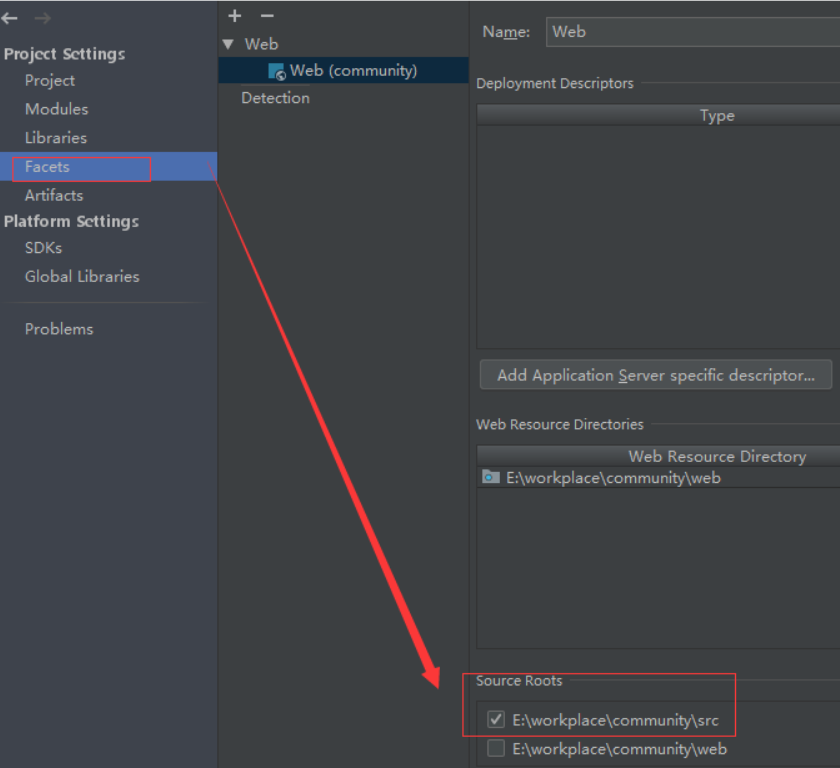 Project Settings
Project
Modules
Libraries
Facets
Artifacts
Platform Settings
SDKs
Global Libraries
Problems
Web
Web (community)
Detection
Name: Web
Deployment Descriptors
Type
Add Application Server specific descriptor...
Web Resource Directories
Web Resource Directory
E:\workplace\community\web
Source Roots
E:\workplace\community\src
E:\workplace\community\web